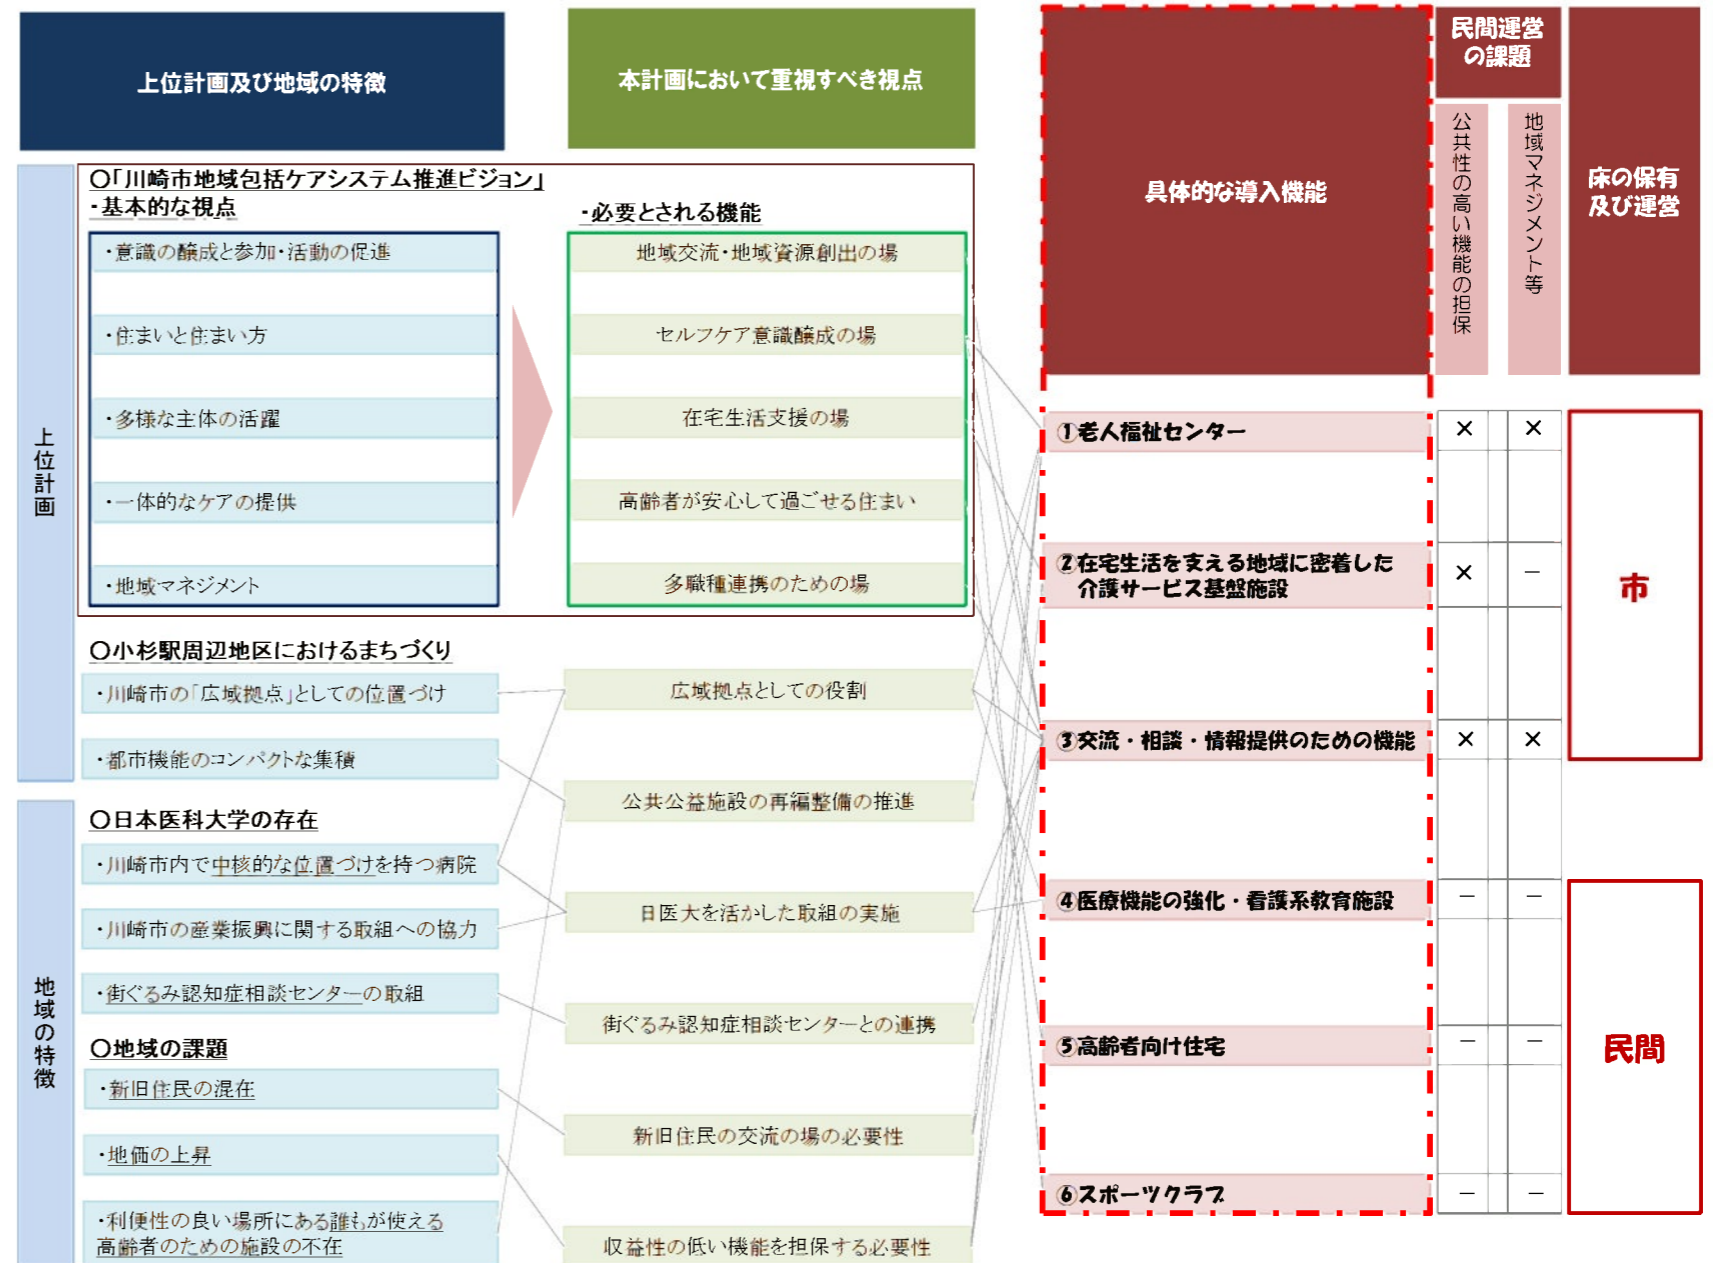 上位計画及び地域の特徴
本計画において重視すべき視点
具体的な導入機能
民間運営
の課題
公共性の高い機能の担保
地域マネジメント等
床の保有
及び運営
上位計画
○「川崎市地域包括ケアシステム推進ビジョン」
・基本的な視点
・意識の醸成と参加・活動の促進
・住まいと住まい方
・多様な主体の活躍
・一体的なケアの提供
・地域マネジメント
・必要とされる機能
地域交流・地域資源創出の場
セルフケア意識醸成の場
在宅生活支援の場
高齢者が安心して過ごせる住まい
多職種連携のための場
○小杉駅周辺地区におけるまちづくり
・川崎市の「広域拠点」としての位置づけ
・都市機能のコンパクトな集積
地域の特徴
○日本医科大学の存在
・川崎市内で中核的な位置づけを持つ病院
・川崎市の産業振興に関する取組への協力
・街ぐるみ認知症相談センターの取組
○地域の課題
・新旧住民の混在
・地価の上昇
・利便性の良い場所にある誰もが使える
高齢者のための施設の不在
広域拠点としての役割
公共公益施設の再編整備の推進
日医大を活かした取組の実施
街ぐるみ認知症相談センターとの連携
新旧住民の交流の場の必要性
収益性の低い機能を担保する必要性
①老人福祉センター
× ×
②在宅生活を支える地域に密着した
介護サービス基盤施設
× －
③交流・相談・情報提供のための機能
× ×
市
④医療機能の強化・看護系教育施設
－ －
⑤高齢者向け住宅
－ －
⑥スポーツクラブ
－ －
民間